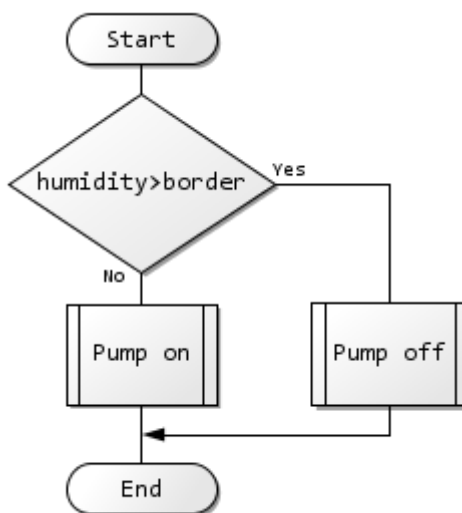 Start
humidity>border
Yes
No
Pump on
Pump off
End